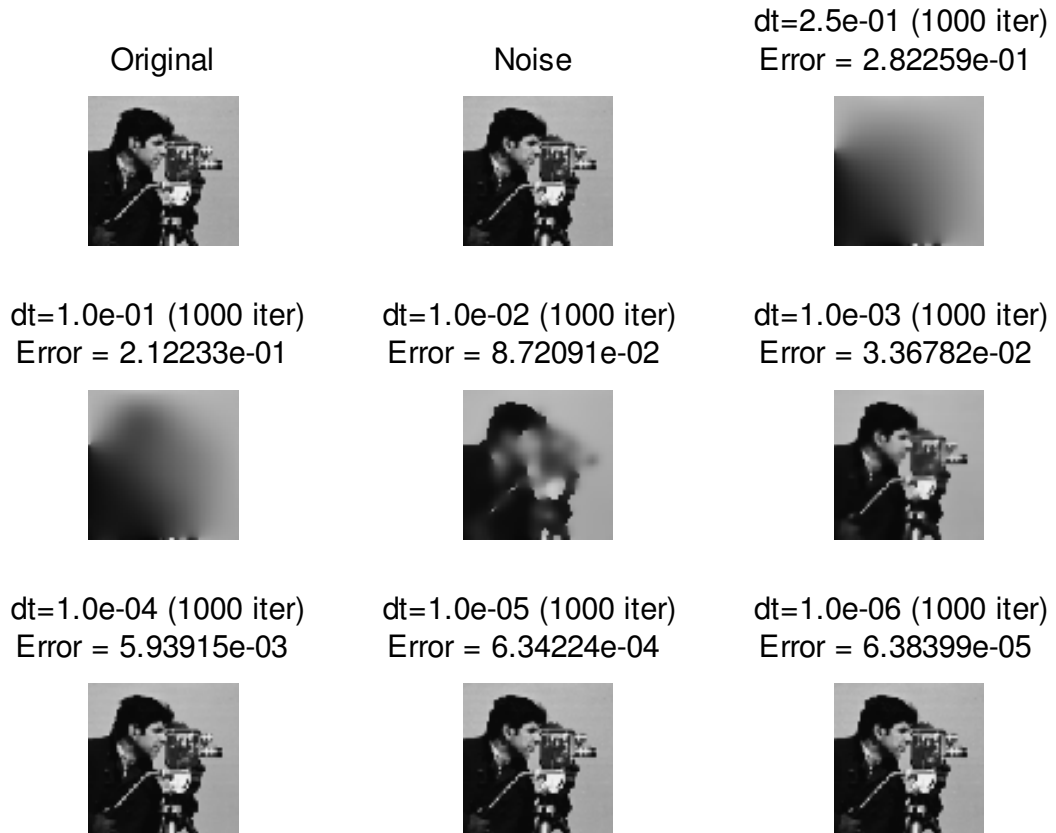 Original
Noise
dt=2.5e-01 (1000 iter)
Error = 2.82259e-01
dt=1.0e-01 (1000 iter)
Error = 2.12233e-01
dt=1.0e-02 (1000 iter)
Error = 8.72091e-02
dt=1.0e-03 (1000 iter)
Error = 3.36782e-02
dt=1.0e-04 (1000 iter)
Error = 5.93915e-03
dt=1.0e-05 (1000 iter)
Error = 6.34224e-04
dt=1.0e-06 (1000 iter)
Error = 6.38399e-05